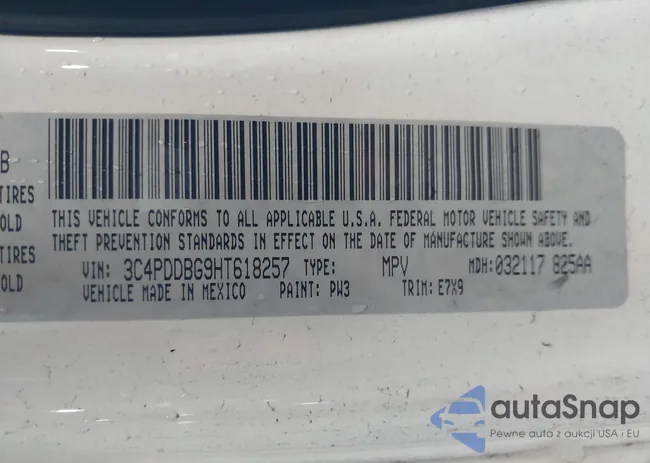 B
TIRES
OLD
TIRES
OLD
THIS VEHICLE CONFORMS TO ALL APPLICABLE U.S.A. FEDERAL MOTOR VEHICLE SAFETY AND
THEFT PREVENTION STANDARDS IN EFFECT ON THE DATE OF MANUFACTURE SHOWN ABOVE.
VIN: 3C4PDDBG9HT618257 TYPE: MPV MDH: 032117 825AA
VEHICLE MADE IN MEXICO PAINT: PW3 TRIM: E7X9
autoSnap
Pewne auta z aukcji USA i EU